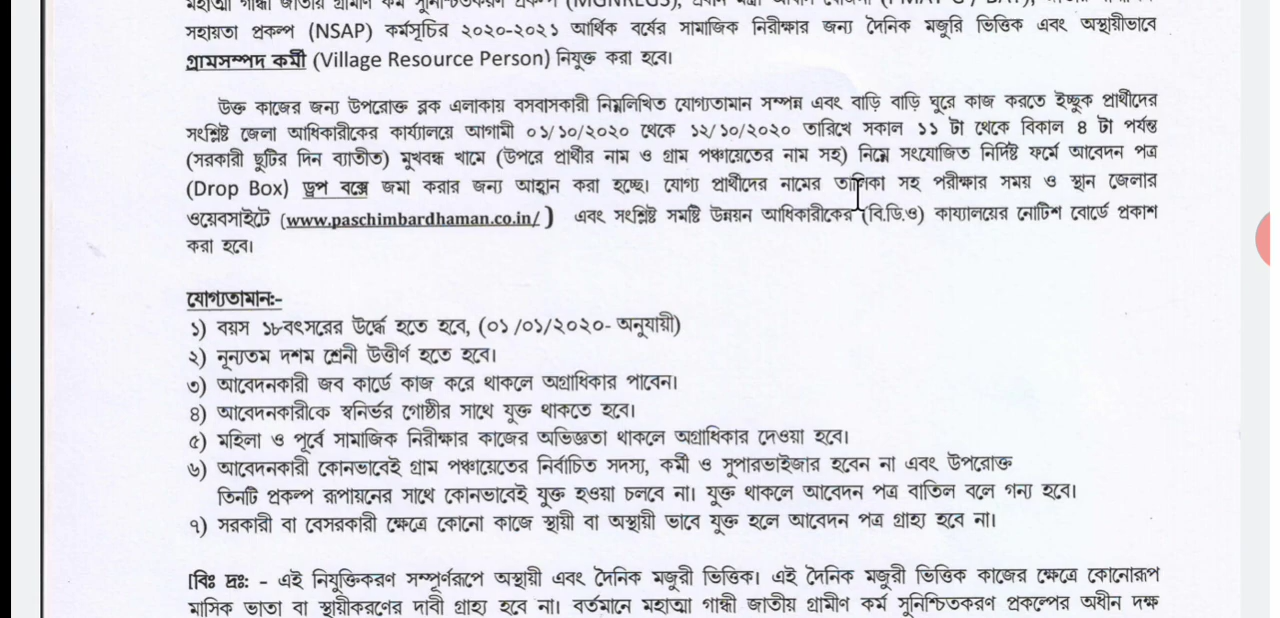 মহাত্মা গান্ধী জাতীয় গ্রামীণ কর্ম সুনিশ্চিতকরণ প্রকল্প (MGNREGS),
সহায়তা প্রকল্প (NSAP) কর্মসূচির ২০২০-২০২১ আর্থিক বর্ষের সামাজিক নিরীক্ষার জন্য দৈনিক মজুরি ভিত্তিক এবং অস্থায়ীভাবে
গ্রামসম্পদ কর্মী (Village Resource Person) নিযুক্ত করা হবে।
উক্ত কাজের জন্য উপরোক্ত ব্লক এলাকায় বসবাসকারী নিম্নলিখিত যোগ্যতামান সম্পন্ন এবং বাড়ি বাড়ি ঘুরে কাজ করতে ইচ্ছুক প্রার্থীদের
সংশ্লিষ্ট জেলা আধিকারীকের কার্য্যালয়ে আগামী ০১/১০/২০২০ থেকে ১২/১০/২০২০ তারিখে সকাল ১১ টা থেকে বিকাল ৪ টা পর্যন্ত
(সরকারী ছুটির দিন ব্যাতীত) মুখবন্ধ খামে (উপরে প্রার্থীর নাম ও গ্রাম পঞ্চায়েতের নাম সহ) নিম্নে সংযোজিত নির্দিষ্ট ফর্মে আবেদন পত্র
(Drop Box) ড্রপ বক্সে জমা করার জন্য আহ্বান করা হচ্ছে। যোগ্য প্রার্থীদের নামের তালিকা সহ পরীক্ষার সময় ও স্থান জেলার
ওয়েবসাইটে (www.paschimbardhaman.co.in/ ) এবং সংশ্লিষ্ট সমষ্টি উন্নয়ন আধিকারীকের (বি.ডি.ও) কায্যালয়ের নোটিশ বোর্ডে প্রকাশ
করা হবে।
যোগ্যতামান:-
১) বয়স ১৮বৎসরের উর্দ্ধে হতে হবে, (০১/০১/২০২০- অনুযায়ী)
২) নূন্যতম দশম শ্রেনী উত্তীর্ণ হতে হবে।
৩) আবেদনকারী জব কার্ডে কাজ করে থাকলে অগ্রাধিকার পাবেন।
৪) আবেদনকারীকে স্বনির্ভর গোষ্ঠীর সাথে যুক্ত থাকতে হবে।
৫) মহিলা ও পূর্বে সামাজিক নিরীক্ষার কাজের অভিজ্ঞতা থাকলে অগ্রাধিকার দেওয়া হবে।
৬) আবেদনকারী কোনভাবেই গ্রাম পঞ্চায়েতের নির্বাচিত সদস্য, কর্মী ও সুপারভাইজার হবেন না এবং উপরোক্ত
তিনটি প্রকল্প রূপায়নের সাথে কোনভাবেই যুক্ত হওয়া চলবে না। যুক্ত থাকলে আবেদন পত্র বাতিল বলে গন্য হবে।
৭) সরকারী বা বেসরকারী ক্ষেত্রে কোনো কাজে স্থায়ী বা অস্থায়ী ভাবে যুক্ত হলে আবেদন পত্র গ্রাহ্য হবে না।
[বিঃ দ্রঃ: - এই নিযুক্তিকরণ সম্পূর্ণরূপে অস্থায়ী এবং দৈনিক মজুরী ভিত্তিক। এই দৈনিক মজুরী ভিত্তিক কাজের ক্ষেত্রে কোনোরূপ
মাসিক ভাতা বা স্থায়ীকরণের দাবী গ্রাহ্য হবে না। বর্তমানে মহাত্মা গান্ধী জাতীয় গ্রামীণ কর্ম সুনিশ্চিতকরণ প্রকল্পের অধীন দক্ষ